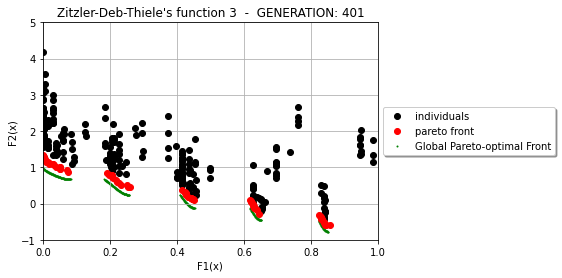 Zitzler-Deb-Thiele's function 3 - GENERATION: 401
5
4
3
2
1
0
−1
F2(x)
0.0 0.2 0.4 0.6 0.8 1.0
F1(x)
individuals
pareto front
Global Pareto-optimal Front